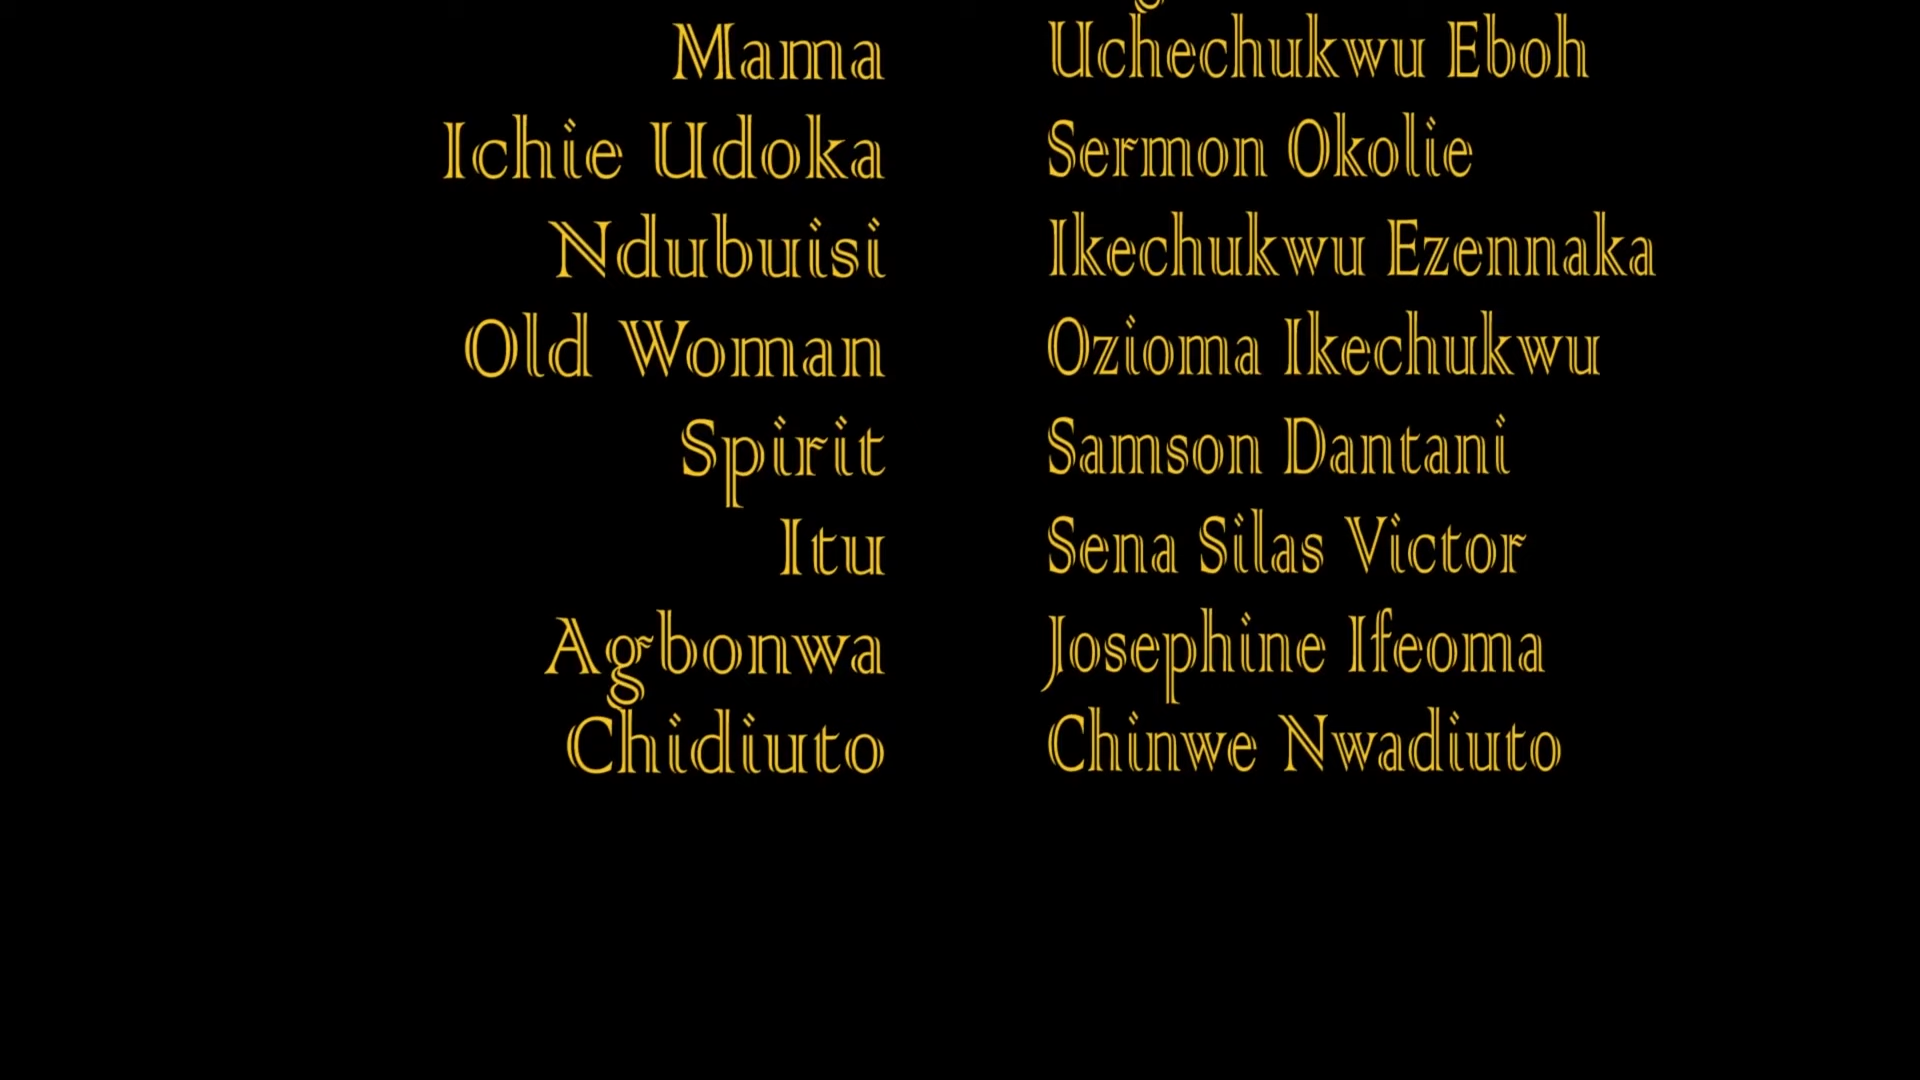 Mama Uchechukwu Eboh
Ichie Udoka Sermon Okolie
Ndubuisi Ikechukwu Ezennaka
Old Woman Ozioma Ikechukwu
Spirit Samson Dantani
Itu Sena Silas Victor
Agbonwa Josephine Ifeoma
Chidiuto Chinwe Nwadiuto